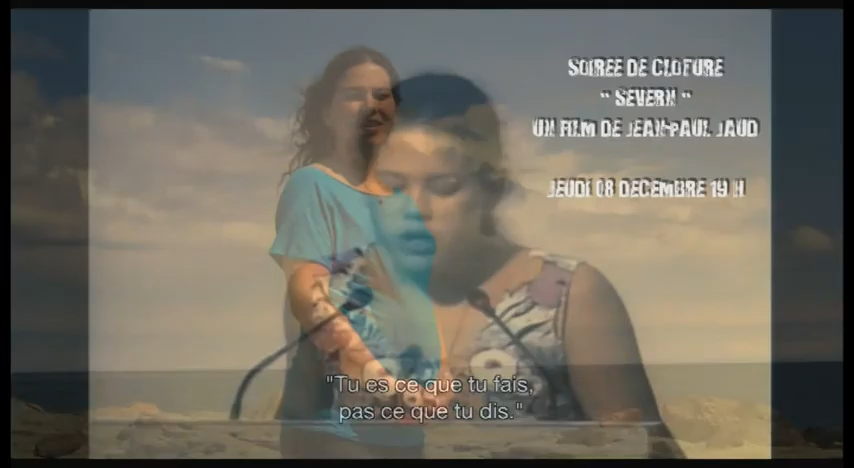 SOIREE DE CLOTURE
" SEVERN "
UN FILM DE JEAN-PAUL JAUD
JEUDI 08 DECEMBRE 19 H
"Tu es ce que tu fais,
pas ce que tu dis."